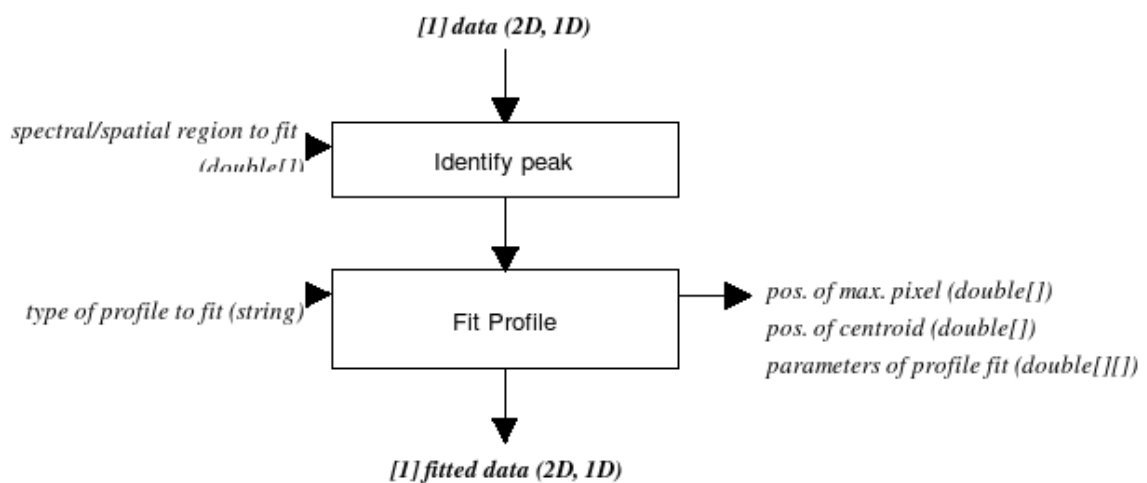 [1] data (2D, 1D)
spectral/spatial region to fit
(double[])
Identify peak
type of profile to fit (string)
Fit Profile
pos. of max. pixel (double[])
pos. of centroid (double[])
parameters of profile fit (double[][])
[1] fitted data (2D, 1D)